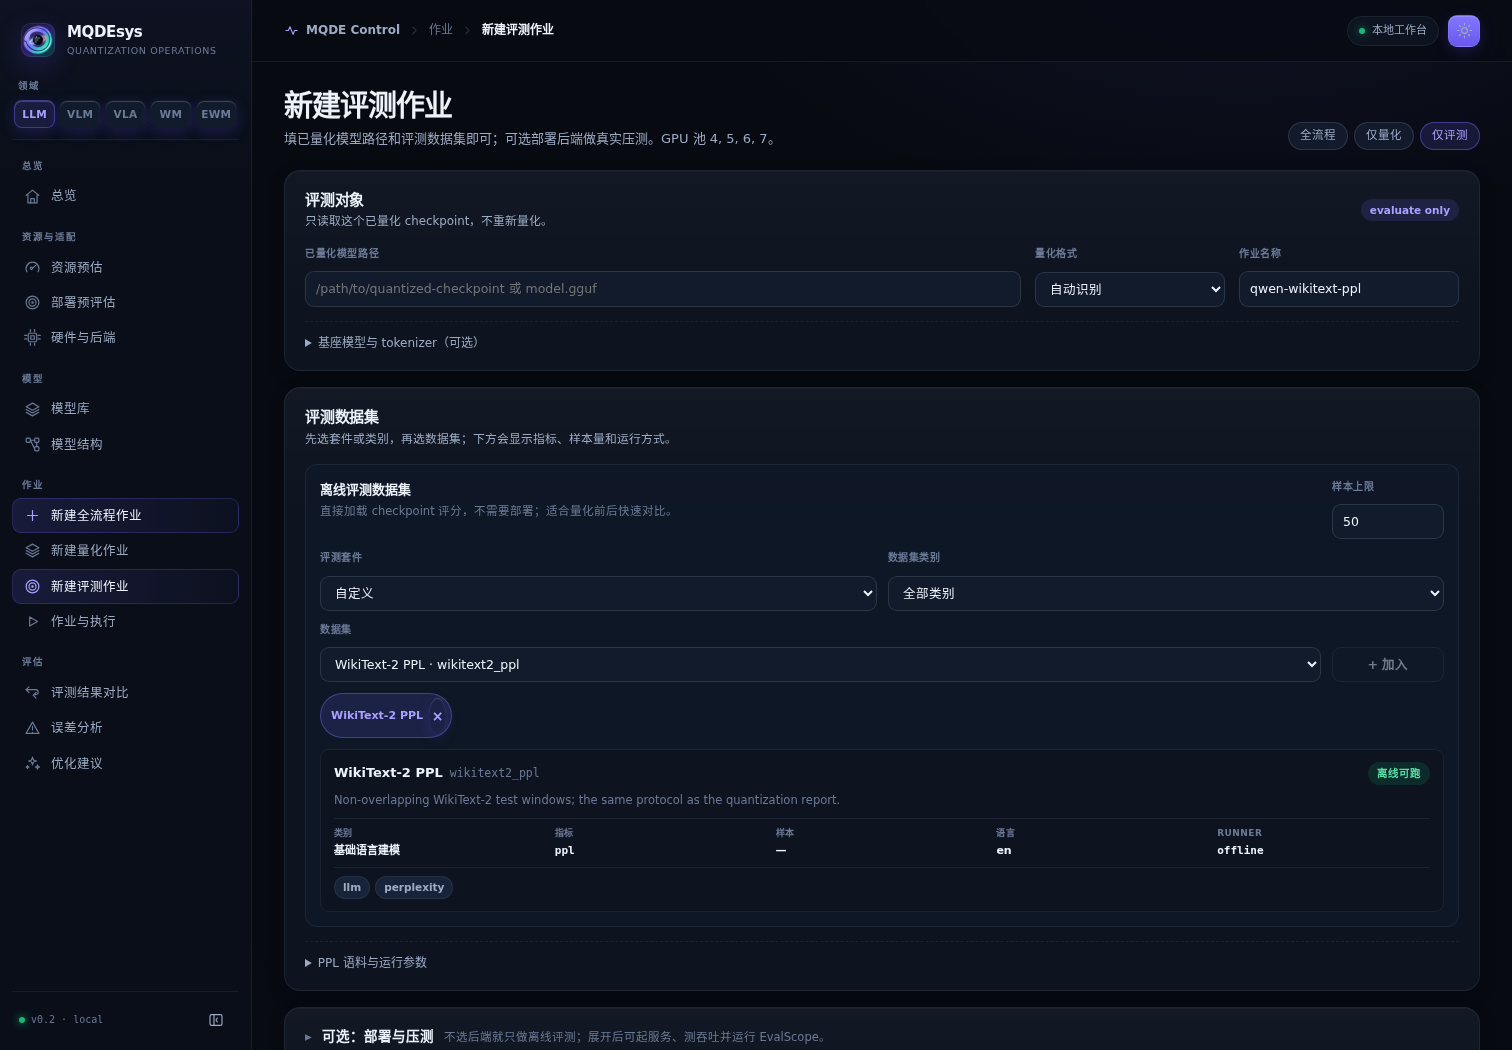 MQDEsys
QUANTIZATION OPERATIONS
领域
LLM VLM VLA WM EWM
总览
总览
资源与适配
资源预估
部署预评估
硬件与后端
模型
模型库
模型结构
作业
新建全流程作业
新建量化作业
新建评测作业
作业与执行
评估
评测结果对比
误差分析
优化建议
v0.2 · local
MQDE Control 作业 新建评测作业
本地工作台
新建评测作业
填已量化模型路径和评测数据集即可；可选部署后端做真实压测。GPU 池 4, 5, 6, 7。
全流程 仅量化 仅评测
评测对象
只读取这个已量化 checkpoint，不重新量化。
evaluate only
已量化模型路径 量化格式 作业名称
/path/to/quantized-checkpoint 或 model.gguf 自动识别 qwen-wikitext-ppl
▶ 基座模型与 tokenizer（可选）
评测数据集
先选套件或类别，再选数据集；下方会显示指标、样本量和运行方式。
离线评测数据集
直接加载 checkpoint 评分，不需要部署；适合量化前后快速对比。
样本上限
50
评测套件 数据集类别
自定义 全部类别
数据集
WikiText-2 PPL · wikitext2_ppl + 加入
WikiText-2 PPL ×
WikiText-2 PPL wikitext2_ppl 离线可跑
Non-overlapping WikiText-2 test windows; the same protocol as the quantization report.
类别 指标 样本 语言 RUNNER
基础语言建模 ppl — en offline
llm perplexity
▶ PPL 语料与运行参数
▶ 可选：部署与压测 不选后端就只做离线评测；展开后可起服务、测吞吐并运行 EvalScope。